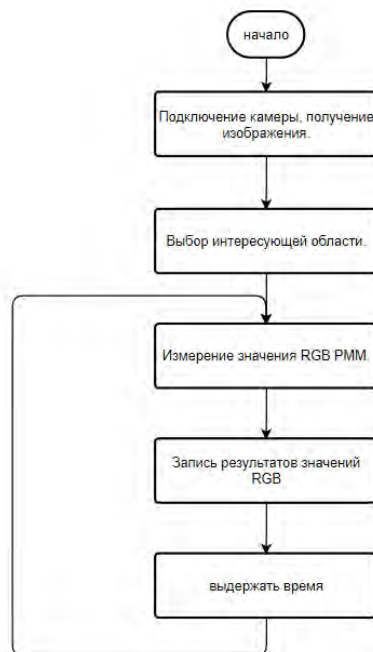 начало
Подключение камеры, получение
изображения.
Выбор интересующей области.
Измерение значения RGB РММ.
Запись результатов значений
RGB
выдержать время